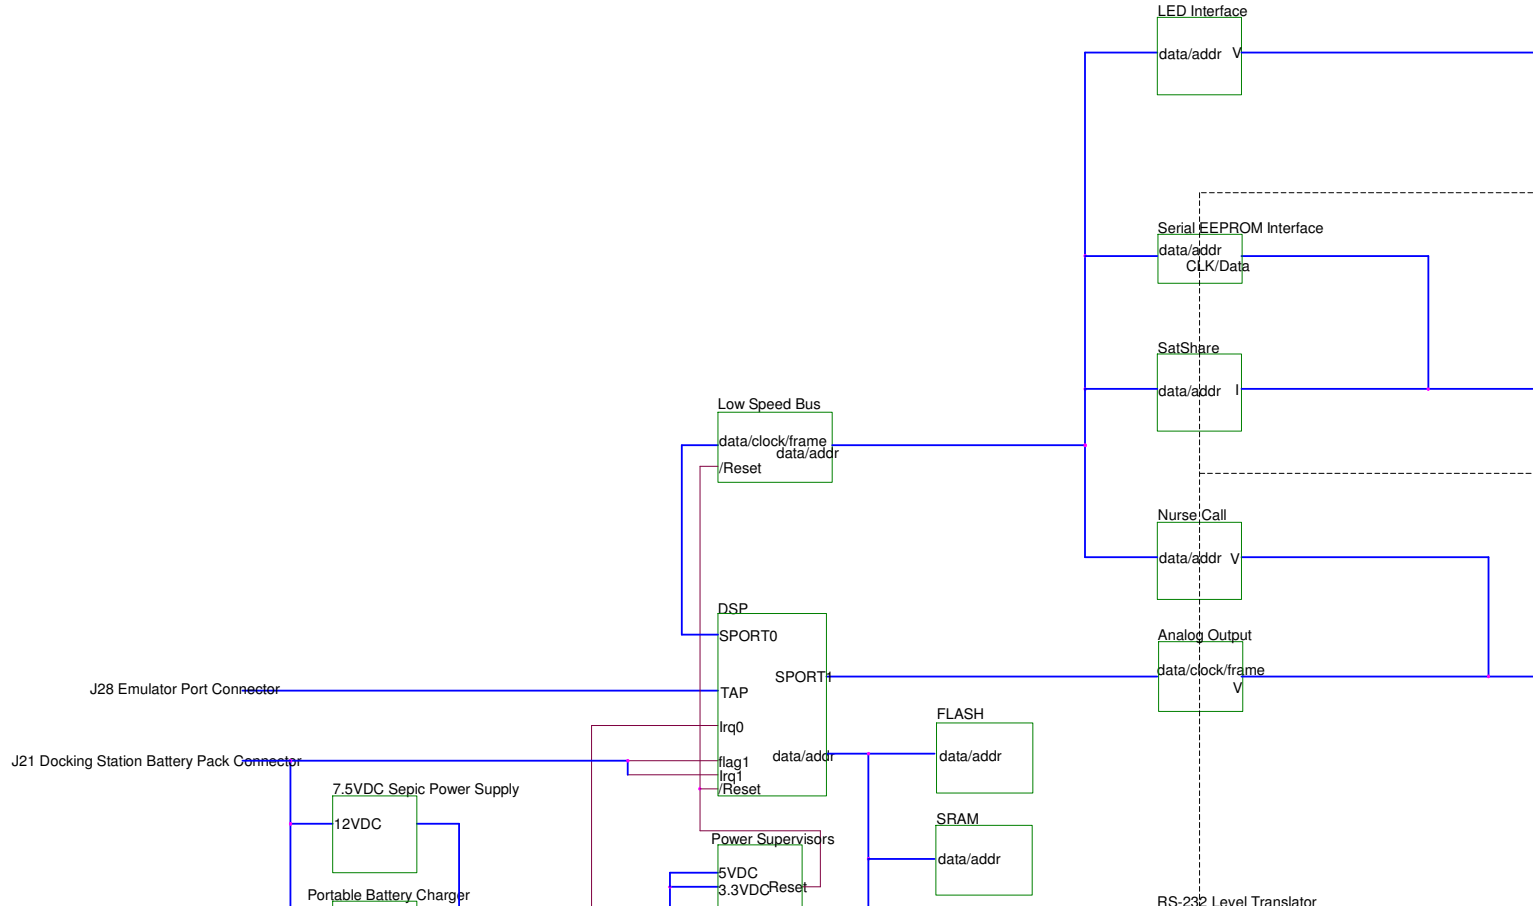 LED Interface
data/addr V
Serial EEPROM Interface
data/addr
CLK/Data
SatShare
data/addr I
Low Speed Bus
data/clock/frame
data/addr
/Reset
Nurse Call
data/addr V
DSP
SPORT0
SPORT1
TAP
Irq0
data/addr
flag1
Irq1
/Reset
Analog Output
data/clock/frame
V
J28 Emulator Port Connector
J21 Docking Station Battery Pack Connector
FLASH
data/addr
7.5VDC Sepic Power Supply
12VDC
SRAM
data/addr
Power Supervisors
5VDC
3.3VDC Reset
Portable Battery Charger
RS-232 Level Translator